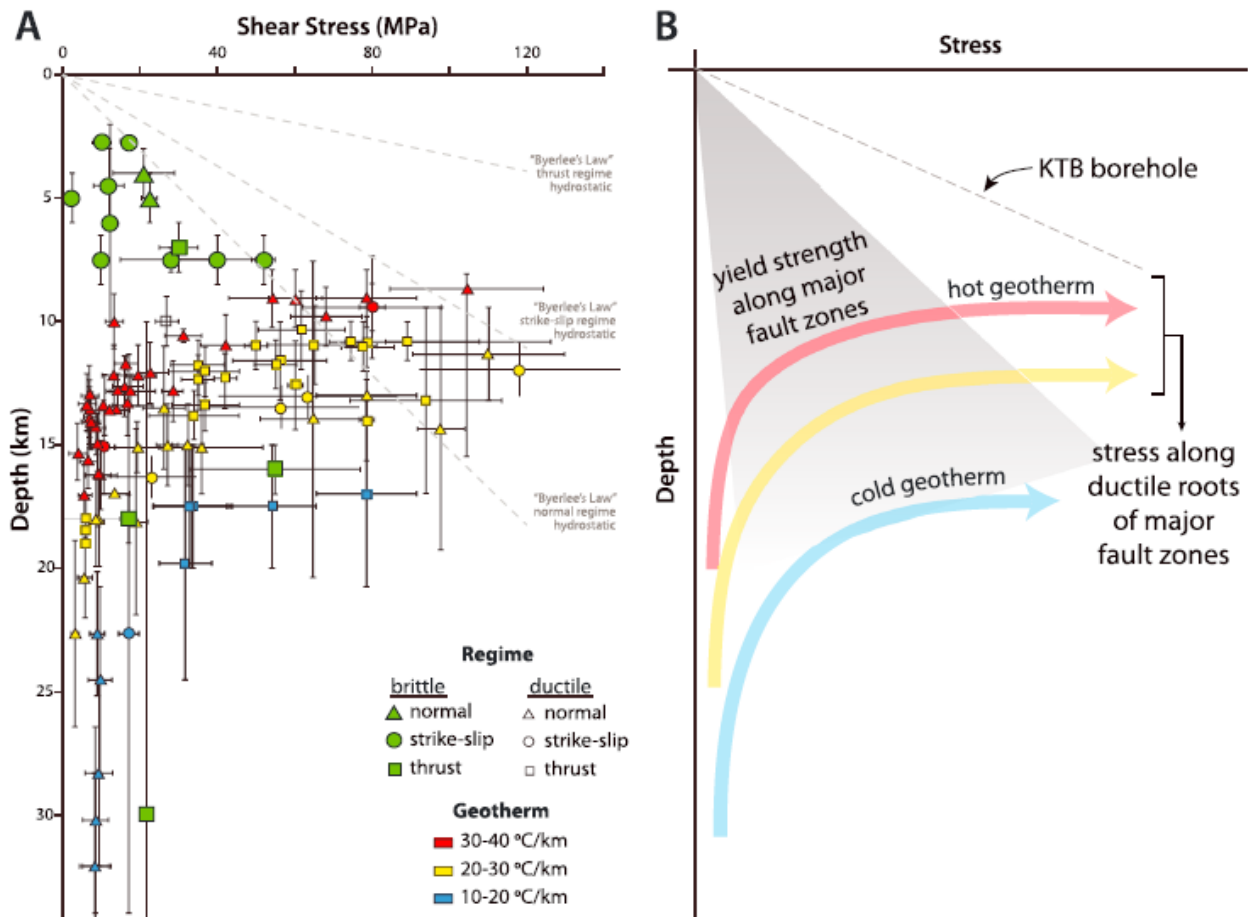 A
Shear Stress (MPa)
0
40
80
120
0
5
10
15
20
25
30
Depth (km)
"Byerlee's Law"
thrust regime
hydrostatic
"Byerlee's Law"
strike-slip regime
hydrostatic
"Byerlee's Law"
normal regime
hydrostatic
Regime
brittle
ductile
normal
normal
strike-slip
strike-slip
thrust
thrust
Geotherm
30-40 °C/km
20-30 °C/km
10-20 °C/km
B
Stress
Depth
KTB borehole
yield strength
along major
fault zones
hot geotherm
cold geotherm
stress along
ductile roots
of major
fault zones